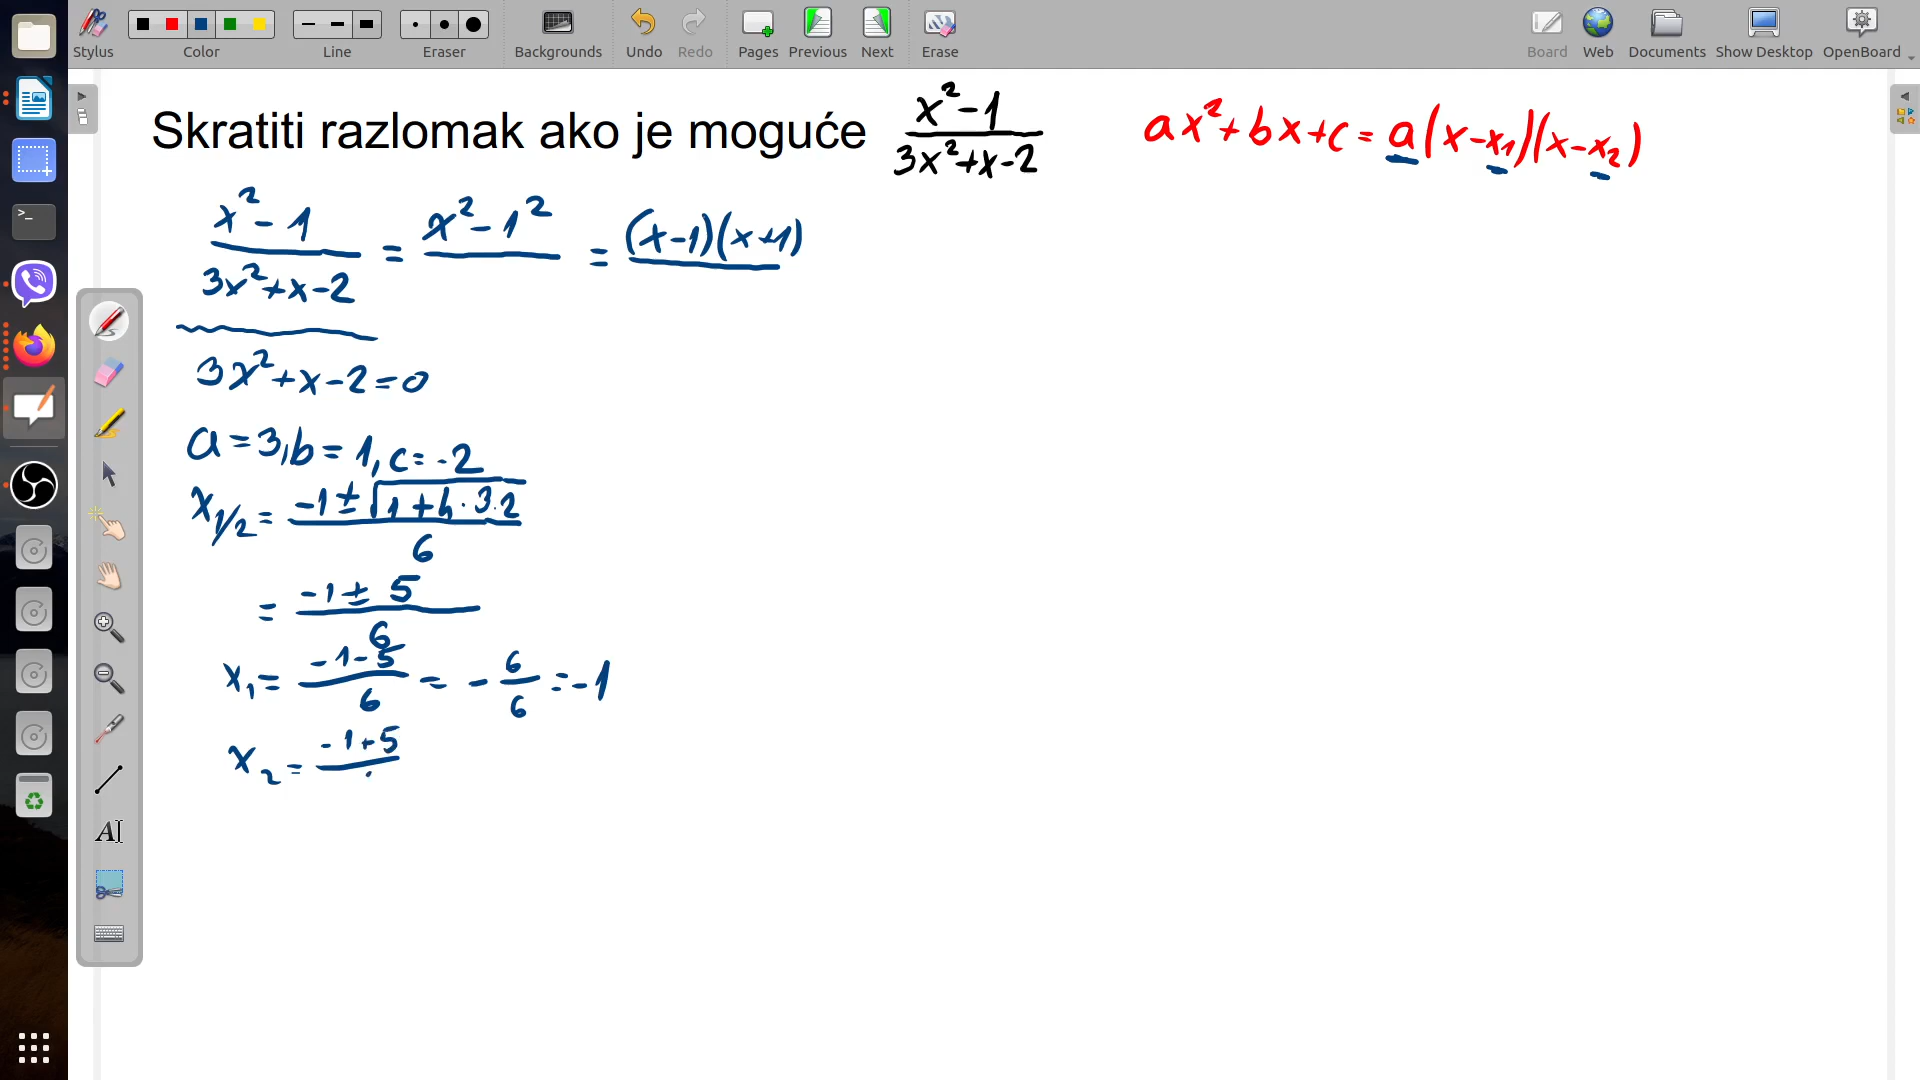 Stylus Color Line Eraser Backgrounds Undo Redo Pages Previous Next Erase Board Web Documents Show Desktop OpenBoard
Skratiti razlomak ako je moguće (x² - 1)/(3x² + x - 2)
ax² + bx + c = a(x - x₁)(x - x₂)
(x² - 1)/(3x² + x - 2) = x² - 1² = (x - 1)(x + 1)
3x² + x - 2 = 0
a = 3, b = 1, c = -2
x₁/₂ = (-1 ± √(1 + 4 · 3 · 2))/6
= (-1 ± 5)/6
x₁ = (-1 - 5)/6 = - 6/6 = -1
x₂ = -1 + 5